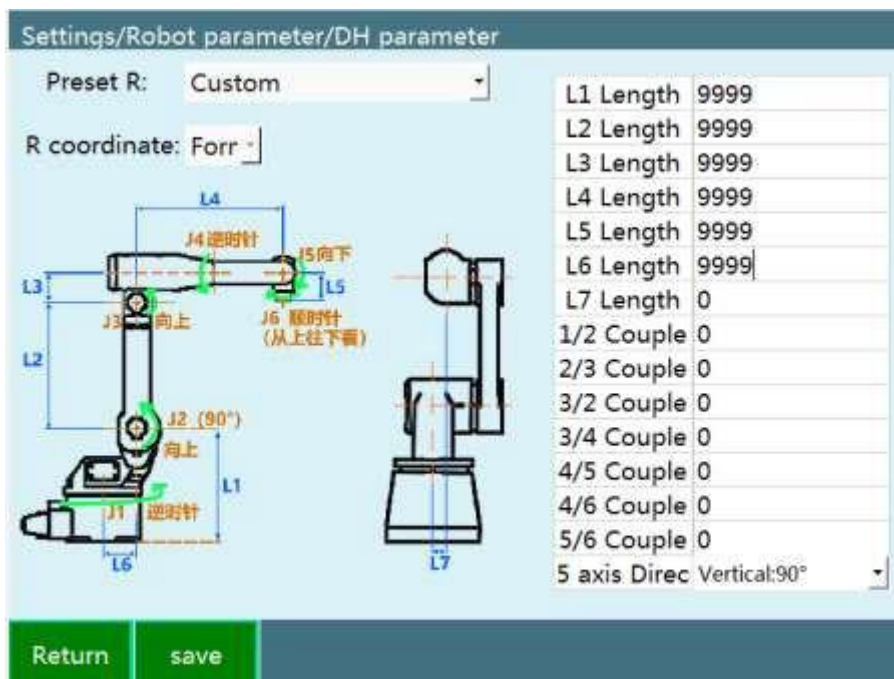 Settings/Robot parameter/DH parameter
Preset R: Custom
R coordinate: Forr
L1 Length 9999
L2 Length 9999
L3 Length 9999
L4 Length 9999
L5 Length 9999
L6 Length 9999
L7 Length 0
1/2 Couple 0
2/3 Couple 0
3/2 Couple 0
3/4 Couple 0
4/5 Couple 0
4/6 Couple 0
5/6 Couple 0
5 axis Direc Vertical:90°
L4
J4逆时针
J5向下
L3
L5
J3 向上
J6 顺时针
(从上往下看)
L2
J2 (90°)
向上
L1
J1 逆时针
L6
L7
Return save